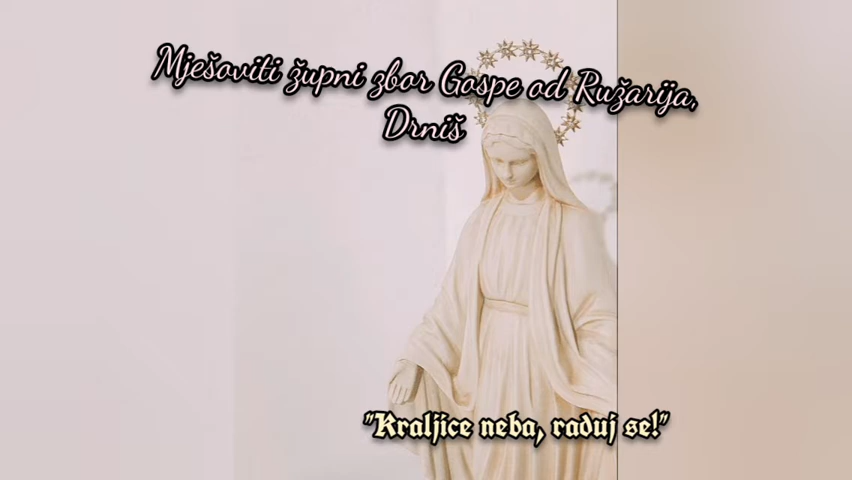 Mješoviti župni zbor Gospe od Ružarija,
Drniš
"Kraljice neba, raduj se!"